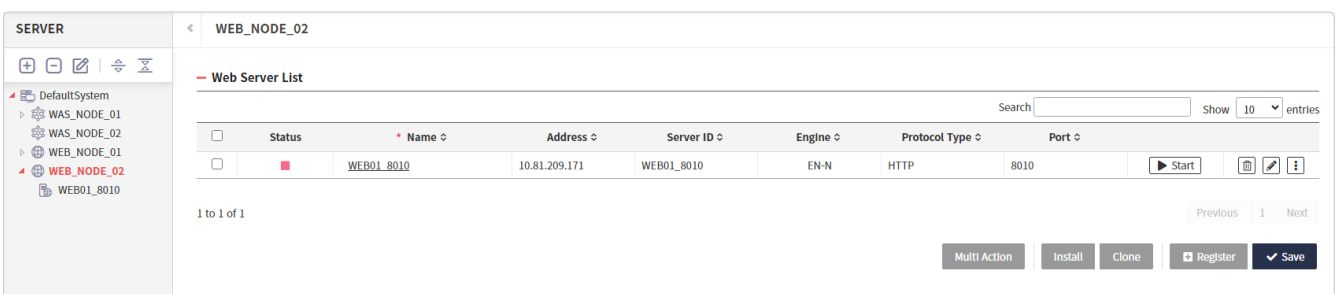 SERVER
WEB_NODE_02
DefaultSystem
WAS_NODE_01
WAS_NODE_02
WEB_NODE_01
WEB_NODE_02
WEB01_8010
Web Server List
Search Show 10 entries
Status * Name Address Server ID Engine Protocol Type Port
WEB01_8010 10.81.209.171 WEB01_8010 EN-N HTTP 8010 Start
1 to 1 of 1
Previous 1 Next
Multi Action Install Clone Register Save